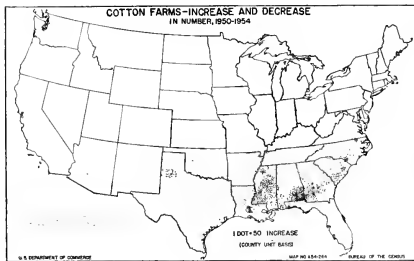 COTTON FARMS-INCREASE AND DECREASE
IN NUMBER, 1950-1954
1 DOT=50 INCREASE
(COUNTY UNIT BASIS)
U.S. DEPARTMENT OF COMMERCE
MAP NO A54-266 BUREAU OF THE CENSUS